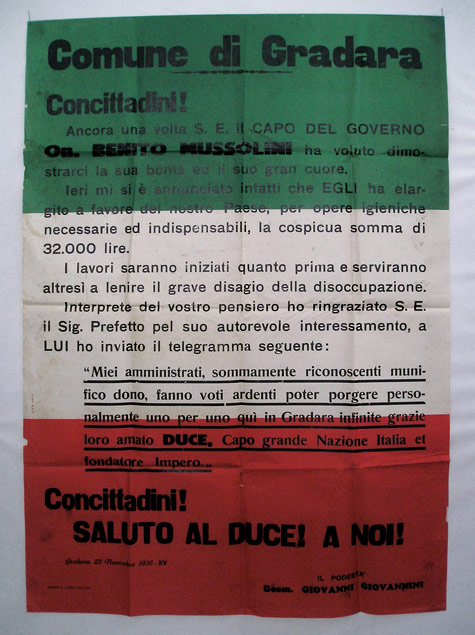 Comune di Gradara
Concittadini!
Ancora una volta S. E. il CAPO DEL GOVERNO
On. BENITO MUSSOLINI ha voluto dimo-
strarci la sua bontà ed il suo gran cuore.
Ieri mi si è annunciato infatti che EGLI ha elar-
gito a favore del nostro Paese, per opere igieniche
necessarie ed indispensabili, la cospicua somma di
32.000 lire.
I lavori saranno iniziati quanto prima e serviranno
altresì a lenire il grave disagio della disoccupazione.
Interprete del vostro pensiero ho ringraziato S. E.
il Sig. Prefetto pel suo autorevole interessamento, a
LUI ho inviato il telegramma seguente:
"Miei amministrati, sommamente riconoscenti muni-
fico dono, fanno voti ardenti poter porgere perso-
nalmente uno per uno quì in Gradara infinite grazie
loro amato DUCE, Capo grande Nazione Italia et
fondatore Impero.„
Concittadini!
SALUTO AL DUCE! A NOI!
Gradara, 23 Novembre 1936-XV
IL PODESTÀ
Géom. GIOVANNI GIOVANNINI